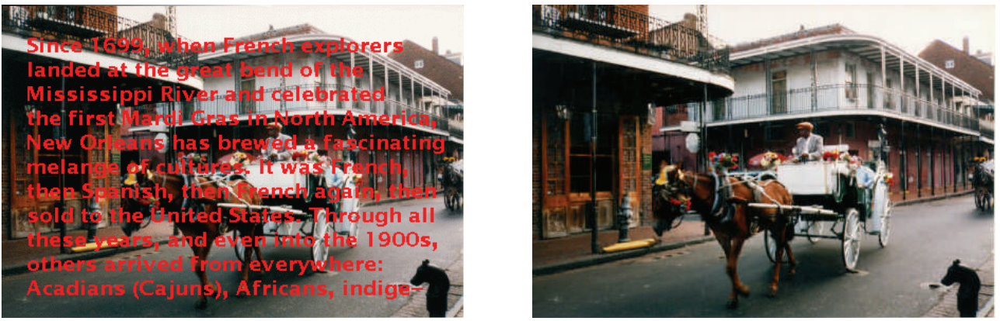 Since 1699, when French explorers
landed at the great bend of the
Mississippi River and celebrated
the first Mardi Gras in North America,
New Orleans has brewed a fascinating
melange of cultures. It was French,
then Spanish, then French again, then
sold to the United States. Through all
these years, and even into the 1900s,
others arrived from everywhere:
Acadians (Cajuns), Africans, indige-